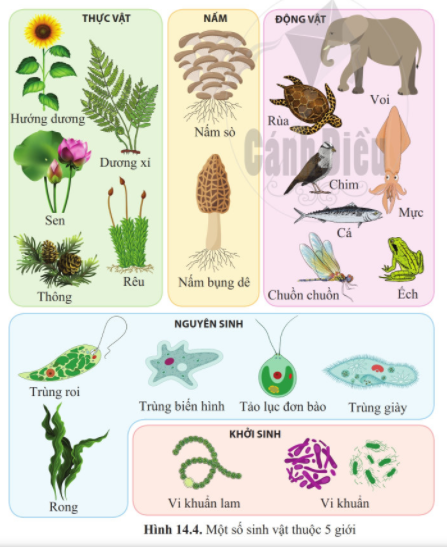 THỰC VẬT
Hướng dương
Dương xỉ
Sen
Thông
Rêu
NẤM
Nấm sò
Nấm bụng dê
ĐỘNG VẬT
Voi
Rùa
Chim
Mực
Cá
Chuồn chuồn
Ếch
Cánh Diều
NGUYÊN SINH
Trùng roi
Trùng biến hình
Tảo lục đơn bào
Trùng giày
Rong
KHỞI SINH
Vi khuẩn lam
Vi khuẩn
Hình 14.4. Một số sinh vật thuộc 5 giới